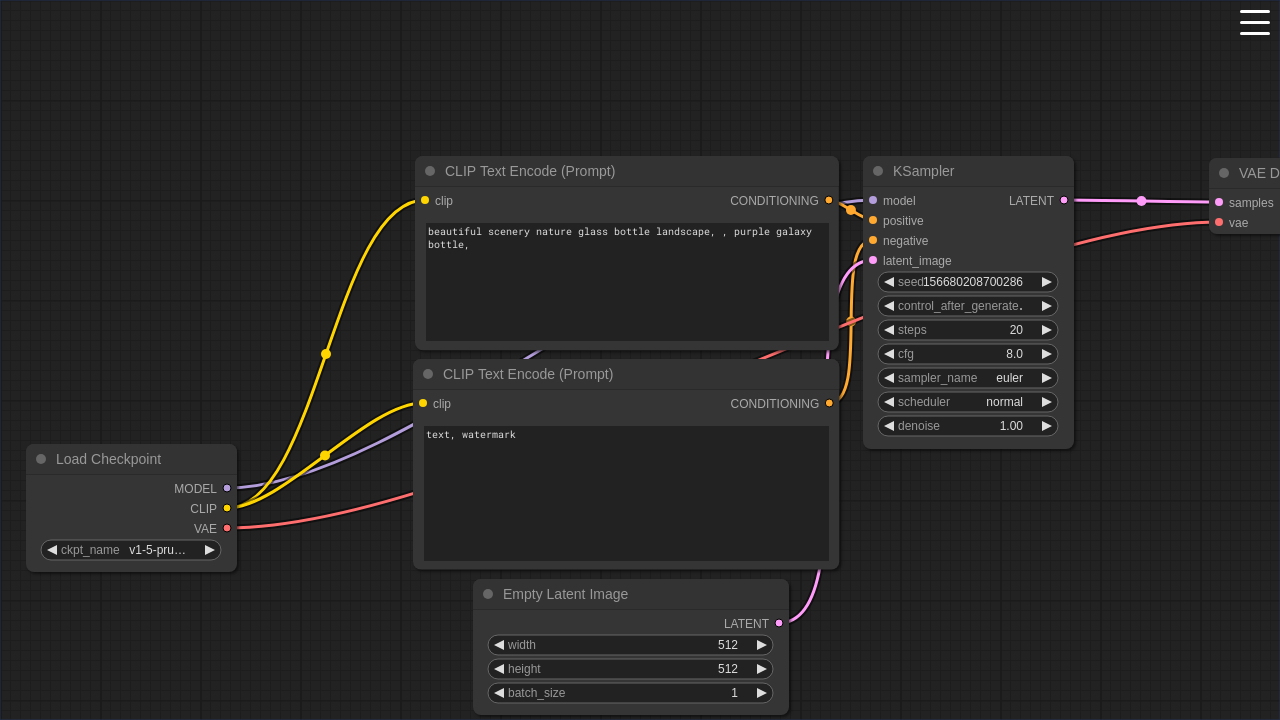 CLIP Text Encode (Prompt)
clip
CONDITIONING
beautiful scenery nature glass bottle landscape, , purple galaxy
bottle,
KSampler
model
LATENT
positive
negative
latent_image
seed 156680208700286
control_after_generate.
steps 20
cfg 8.0
sampler_name euler
scheduler normal
denoise 1.00
VAE D
samples
vae
CLIP Text Encode (Prompt)
clip
CONDITIONING
text, watermark
Load Checkpoint
MODEL
CLIP
VAE
ckpt_name v1-5-pru…
Empty Latent Image
LATENT
width 512
height 512
batch_size 1